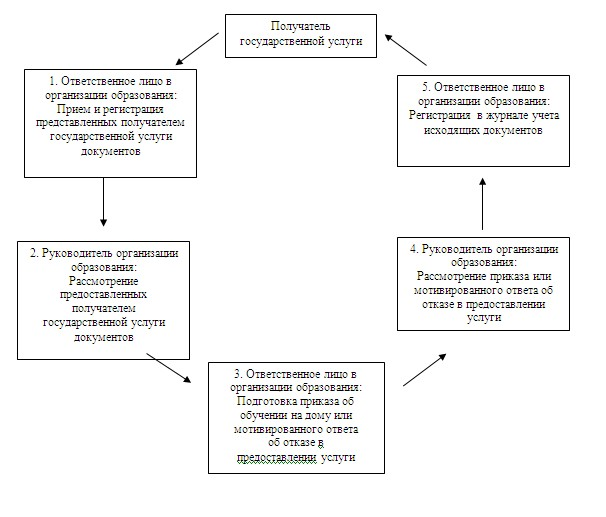 Получатель
государственной услуги
1. Ответственное лицо в
организации образования:
Прием и регистрация
представленных получателем
государственной услуги
документов
2. Руководитель организации
образования:
Рассмотрение
предоставленных
получателем
государственной услуги
документов
3. Ответственное лицо в
организации образования:
Подготовка приказа об
обучении на дому или
мотивированного ответа
об отказе в
предоставлении услуги
4. Руководитель организации
образования:
Рассмотрение приказа или
мотивированного ответа об
отказе в предоставлении
услуги
5. Ответственное лицо в
организации образования:
Регистрация в журнале учета
исходящих документов